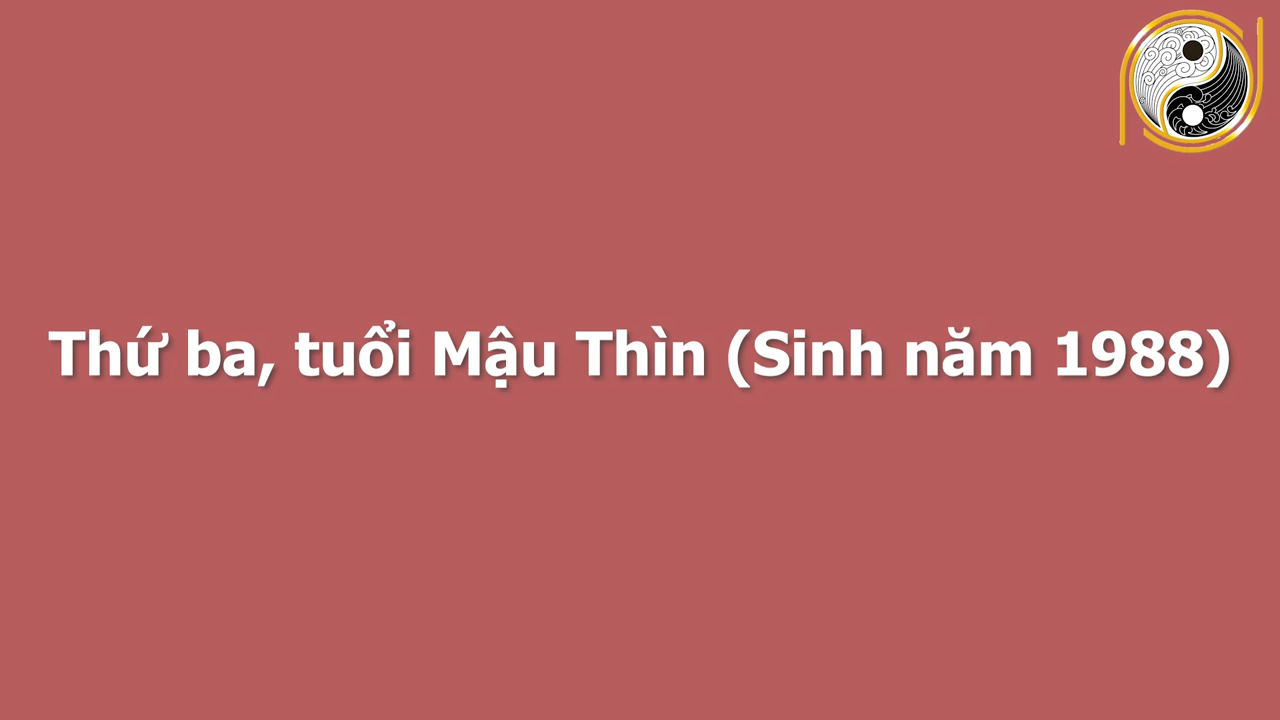 Thứ ba, tuổi Mậu Thìn (Sinh năm 1988)